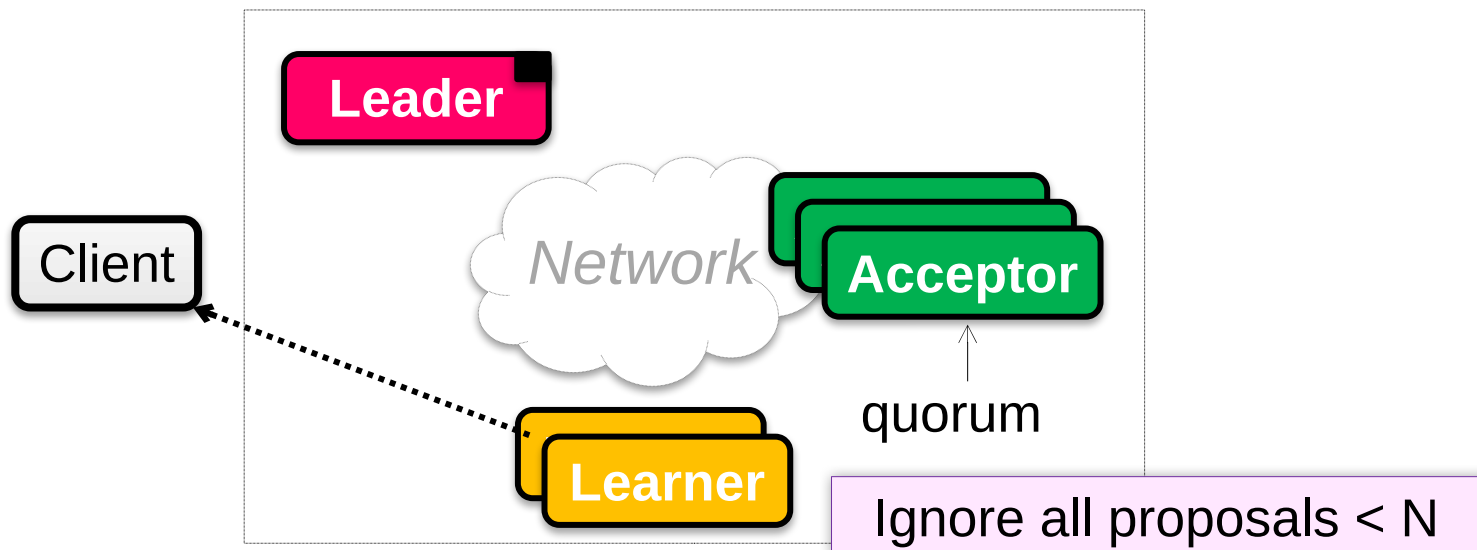 Leader
Client
Network
Acceptor
quorum
Learner
Ignore all proposals < N